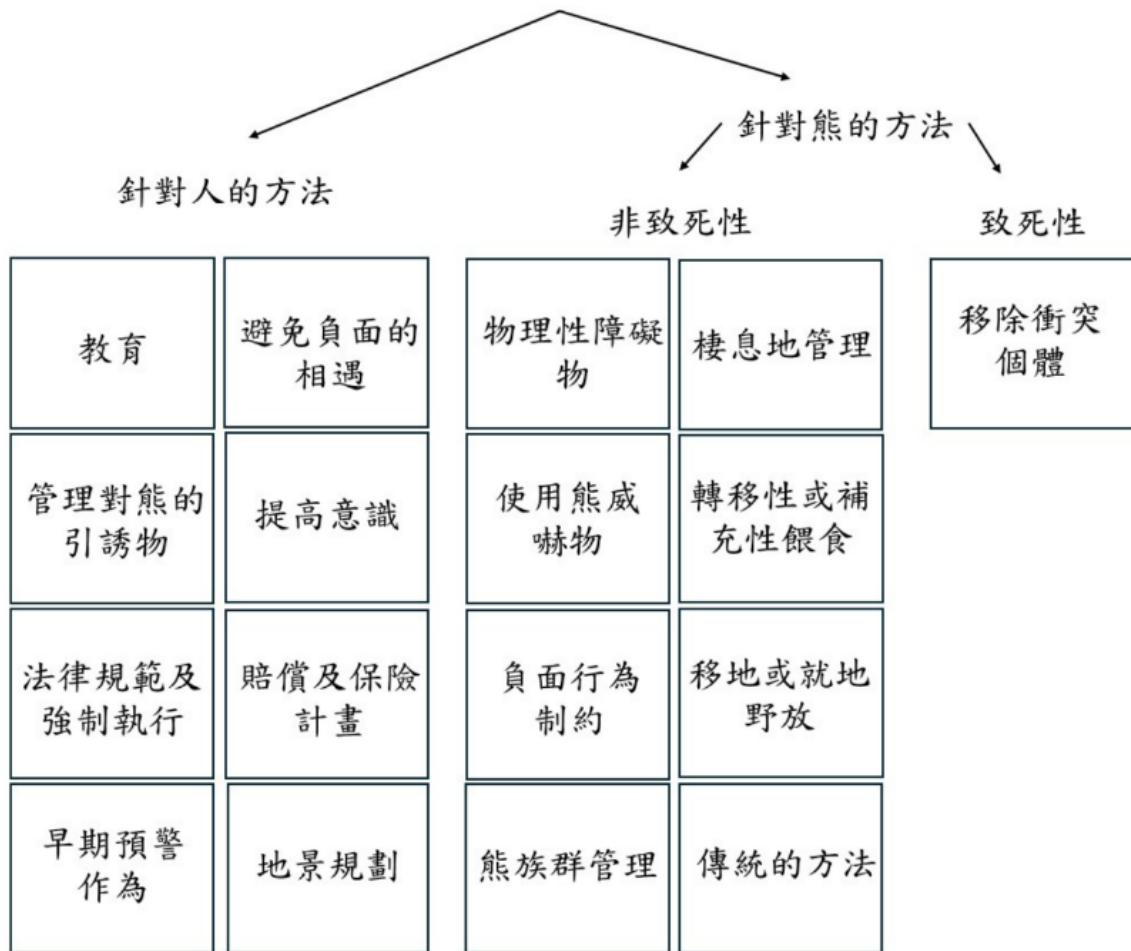 針對熊的方法
針對人的方法
非致死性
致死性
教育
避免負面的
相遇
物理性障礙
物
棲息地管理
移除衝突
個體
管理對熊的
引誘物
提高意識
使用熊威
嚇物
轉移性或補
充性餵食
法律規範及
強制執行
賠償及保險
計畫
負面行為
制約
移地或就地
野放
早期預警
作為
地景規劃
熊族群管理
傳統的方法